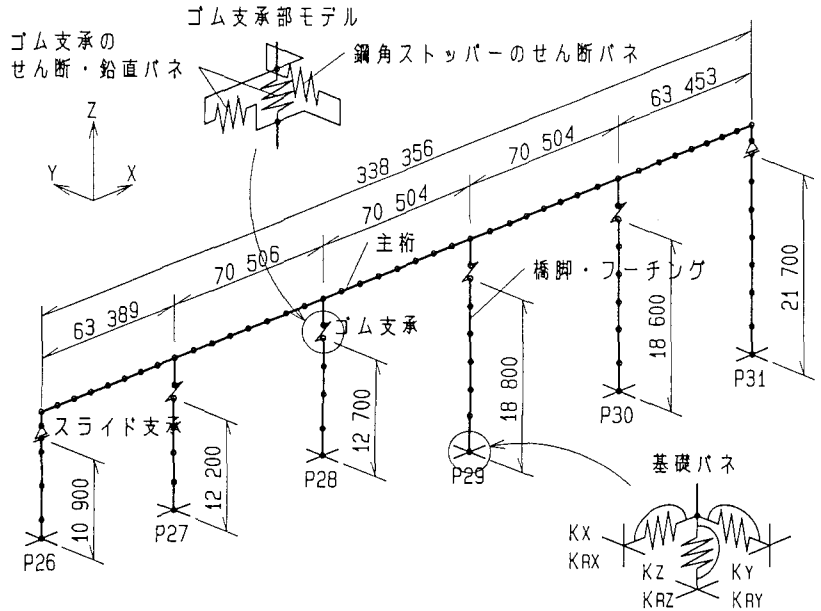 ゴム支承部モデル
ゴム支承の
せん断・鉛直バネ
鋼角ストッパーのせん断バネ
Z
Y
X
338 356
63 453
70 504
70 504
70 506
63 389
主桁
橋脚・フーチング
ゴム支承
スライド支承
21 700
18 600
18 800
12 700
12 200
10 900
P31
P30
P29
P28
P27
P26
基礎バネ
KX
KRX
KZ
KRZ
KY
KRY